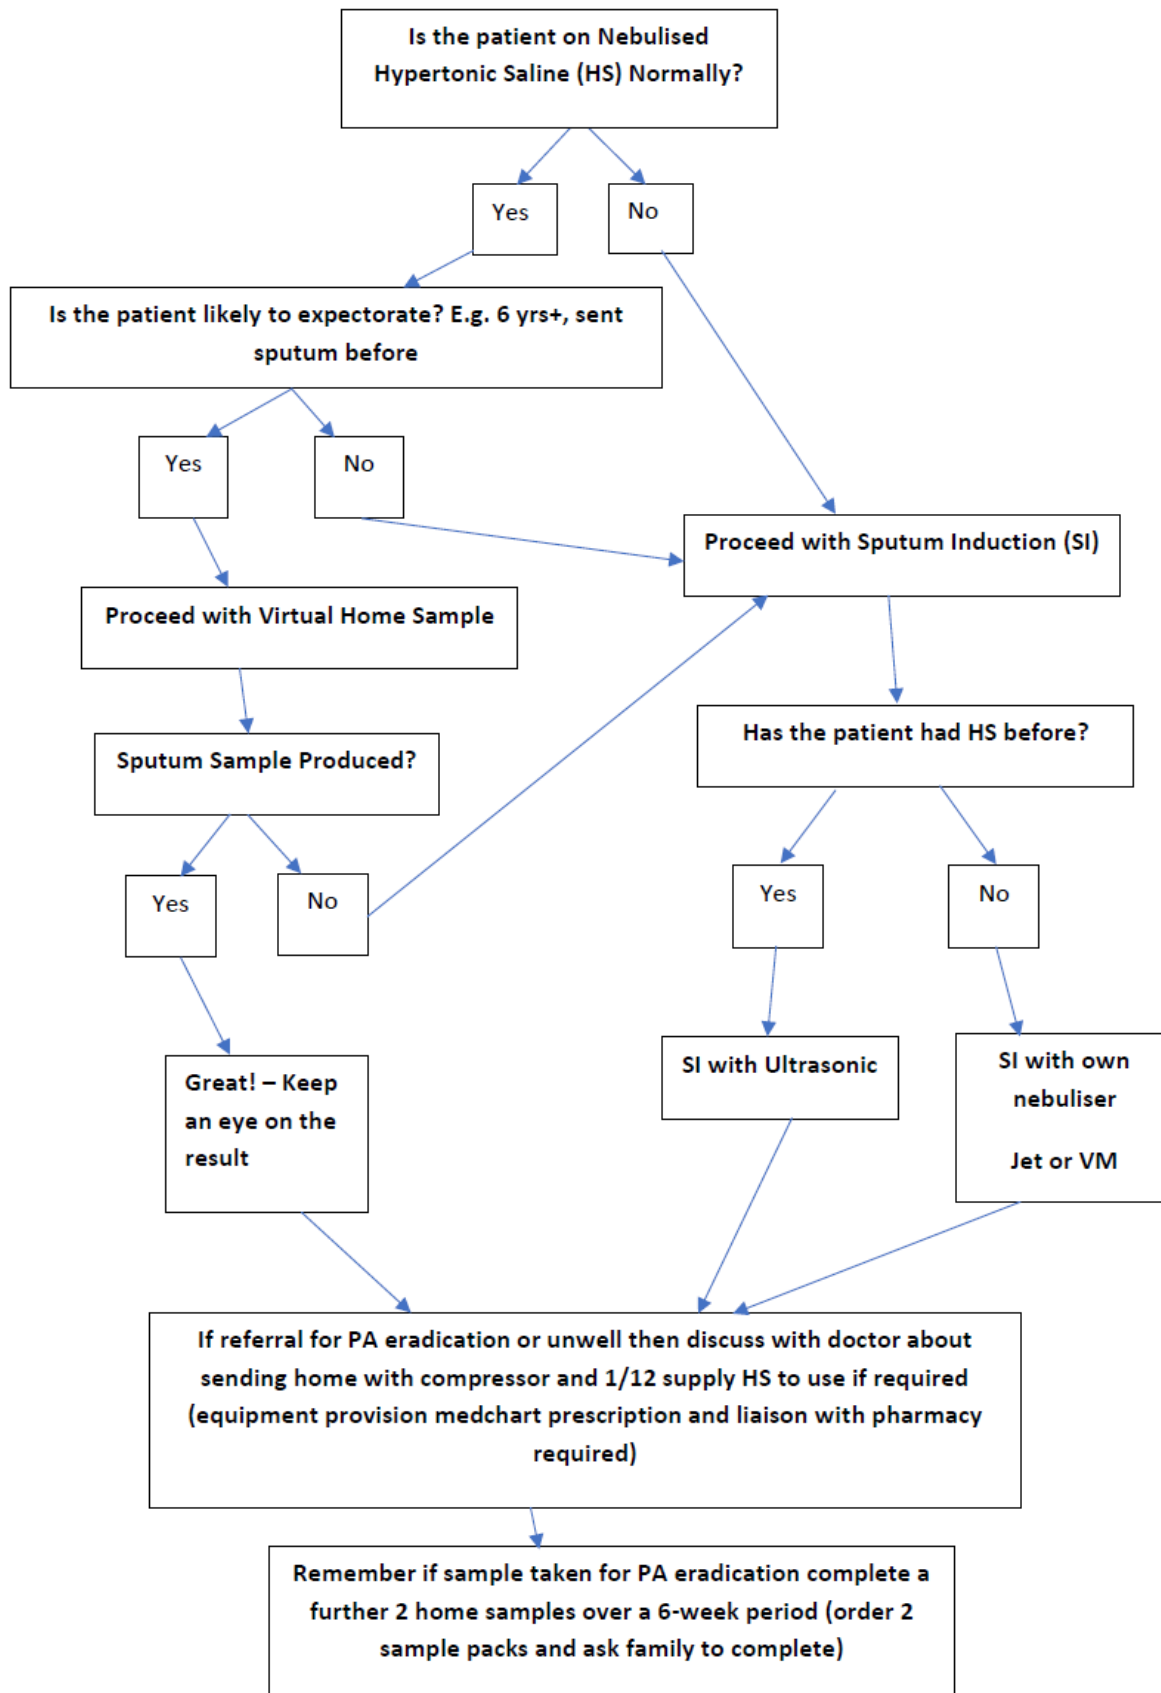 Is the patient on Nebulised
Hypertonic Saline (HS) Normally?
Yes
No
Is the patient likely to expectorate? E.g. 6 yrs+, sent
sputum before
Yes
No
Proceed with Sputum Induction (SI)
Proceed with Virtual Home Sample
Has the patient had HS before?
Sputum Sample Produced?
Yes
No
Yes
No
SI with Ultrasonic
SI with own
nebuliser
Jet or VM
Great! – Keep
an eye on the
result
If referral for PA eradication or unwell then discuss with doctor about
sending home with compressor and 1/12 supply HS to use if required
(equipment provision medchart prescription and liaison with pharmacy
required)
Remember if sample taken for PA eradication complete a
further 2 home samples over a 6-week period (order 2
sample packs and ask family to complete)